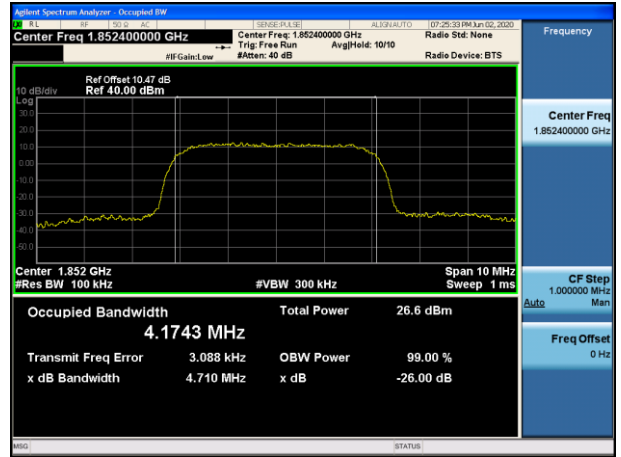 Agilent Spectrum Analyzer - Occupied BW
RL RF 50 Ω AC SENSE:PULSE ALIGNAUTO 07:25:33 PM Jun 02, 2020
Center Freq 1.852400000 GHz
Center Freq: 1.852400000 GHz
Radio Std: None
Trig: Free Run Avg|Hold: 10/10
#IFGain:Low #Atten: 40 dB Radio Device: BTS
Ref Offset 10.47 dB
10 dB/div Ref 40.00 dBm
Log
30.0
20.0
10.0
0.00
-10.0
-20.0
-30.0
-40.0
-50.0
Center 1.852 GHz Span 10 MHz
#Res BW 100 kHz #VBW 300 kHz Sweep 1 ms
Occupied Bandwidth Total Power 26.6 dBm
4.1743 MHz
Transmit Freq Error 3.088 kHz OBW Power 99.00 %
x dB Bandwidth 4.710 MHz x dB -26.00 dB
MSG STATUS
Frequency
Center Freq
1.852400000 GHz
CF Step
1.000000 MHz
Auto Man
Freq Offset
0 Hz